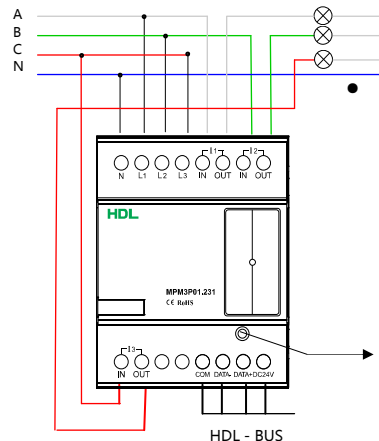 A
B
C
N
I1 I2
N L1 L2 L3 IN OUT IN OUT
HDL
MPM3P01.231
CE RoHS
I3
IN OUT COM DATA- DATA+ DC24V
HDL - BUS